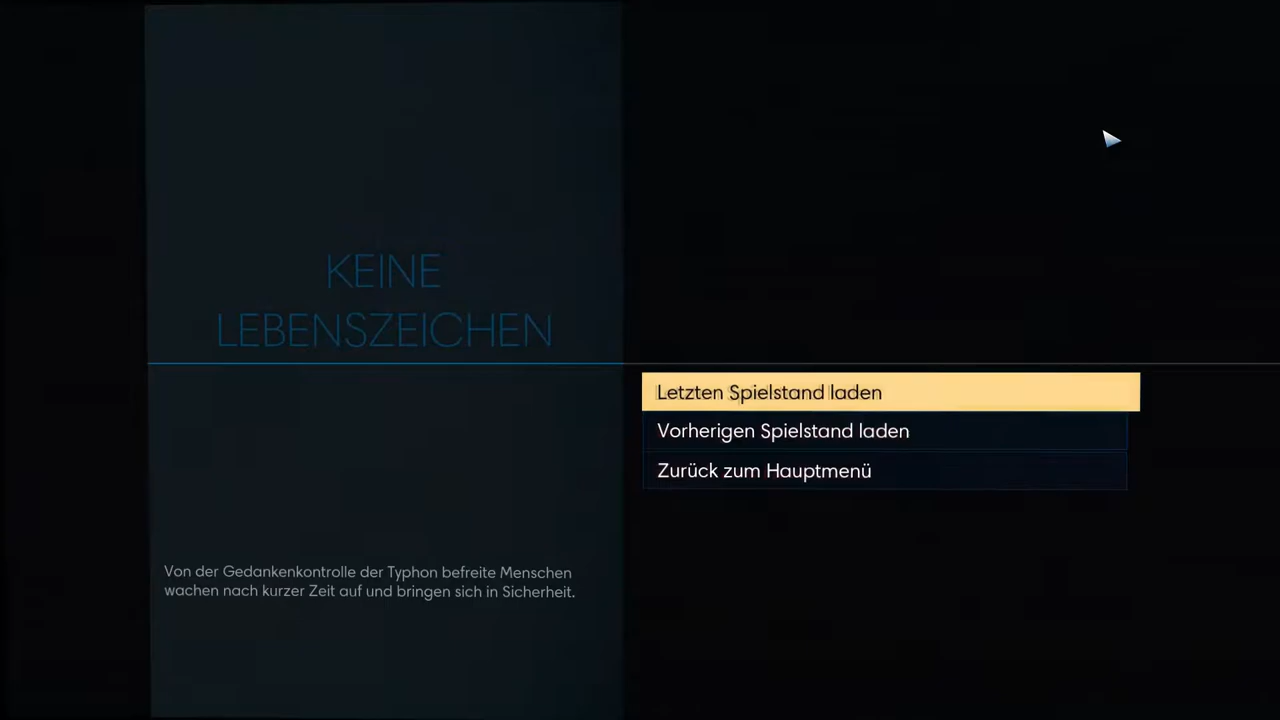 KEINE
LEBENSZEICHEN
Letzten Spielstand laden
Vorherigen Spielstand laden
Zurück zum Hauptmenü
Von der Gedankenkontrolle der Typhon befreite Menschen
wachen nach kurzer Zeit auf und bringen sich in Sicherheit.